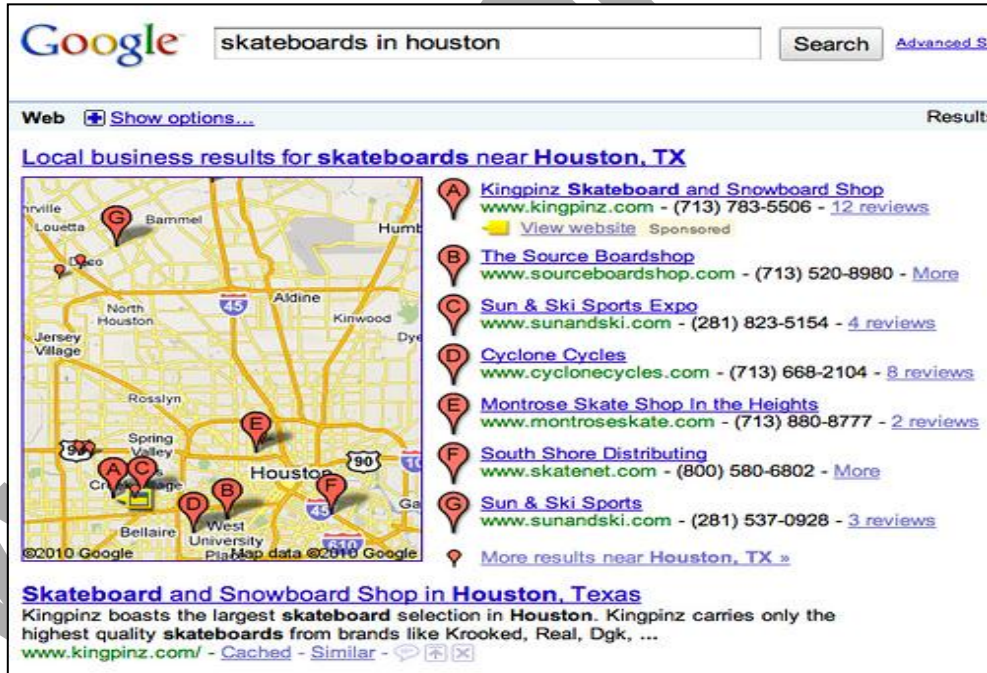 Google skateboards in houston Search Advanced S
Web Show options... Results
Local business results for skateboards near Houston, TX
A Kingpinz Skateboard and Snowboard Shop
www.kingpinz.com - (713) 783-5506 - 12 reviews
View website Sponsored
B The Source Boardshop
www.sourceboardshop.com - (713) 520-8980 - More
C Sun & Ski Sports Expo
www.sunandski.com - (281) 823-5154 - 4 reviews
D Cyclone Cycles
www.cyclonecycles.com - (713) 668-2104 - 8 reviews
E Montrose Skate Shop In the Heights
www.montroseskate.com - (713) 880-8777 - 2 reviews
F South Shore Distributing
www.skatenet.com - (800) 580-6802 - More
G Sun & Ski Sports
www.sunandski.com - (281) 537-0928 - 3 reviews
More results near Houston, TX »
G Bammel
Louetta
Humb
Aldine
45
North
Houston
Kinwood
Jersey
Village
Rosslyn
E
Spring
Valley
90
A C
Houston
F
D B
45
Bellaire
West
University
610
©2010 Google Map data ©2010 Google
Skateboard and Snowboard Shop in Houston, Texas
Kingpinz boasts the largest skateboard selection in Houston. Kingpinz carries only the
highest quality skateboards from brands like Krooked, Real, Dgk, ...
www.kingpinz.com/ - Cached - Similar -